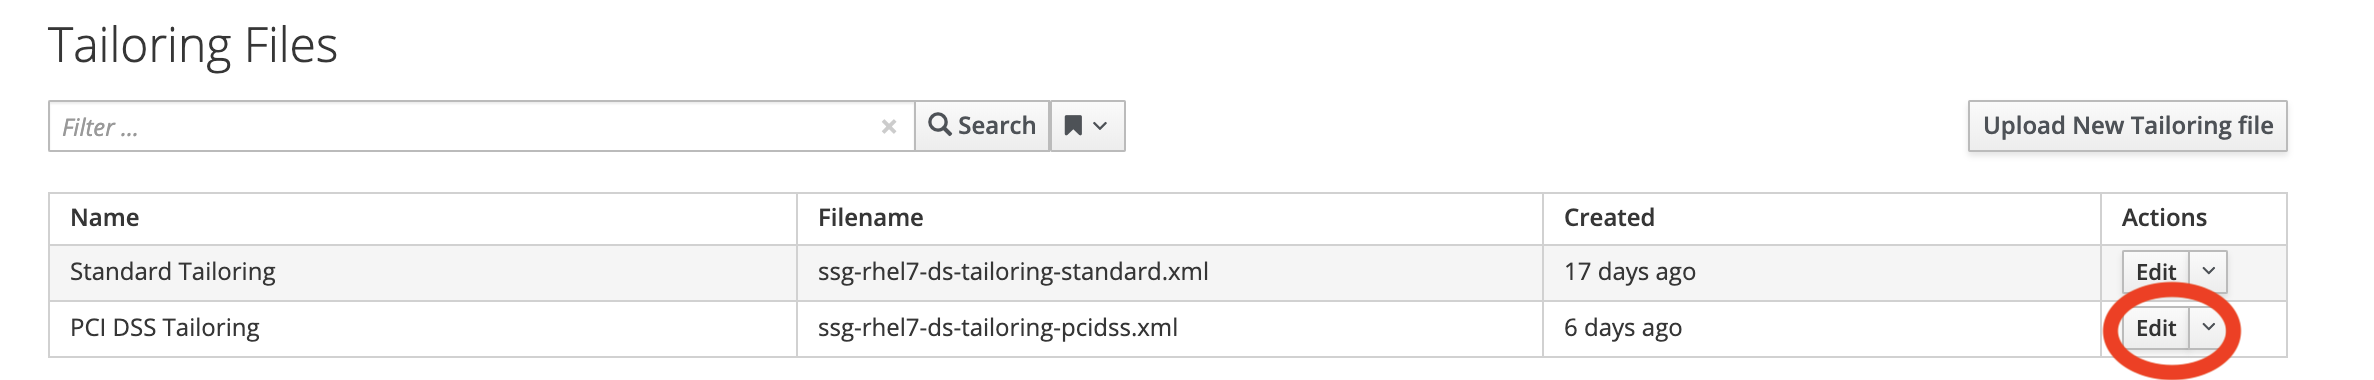 Tailoring Files
Filter ...
Search
Upload New Tailoring file
Name Filename Created Actions
Standard Tailoring ssg-rhel7-ds-tailoring-standard.xml 17 days ago Edit
PCI DSS Tailoring ssg-rhel7-ds-tailoring-pcidss.xml 6 days ago Edit